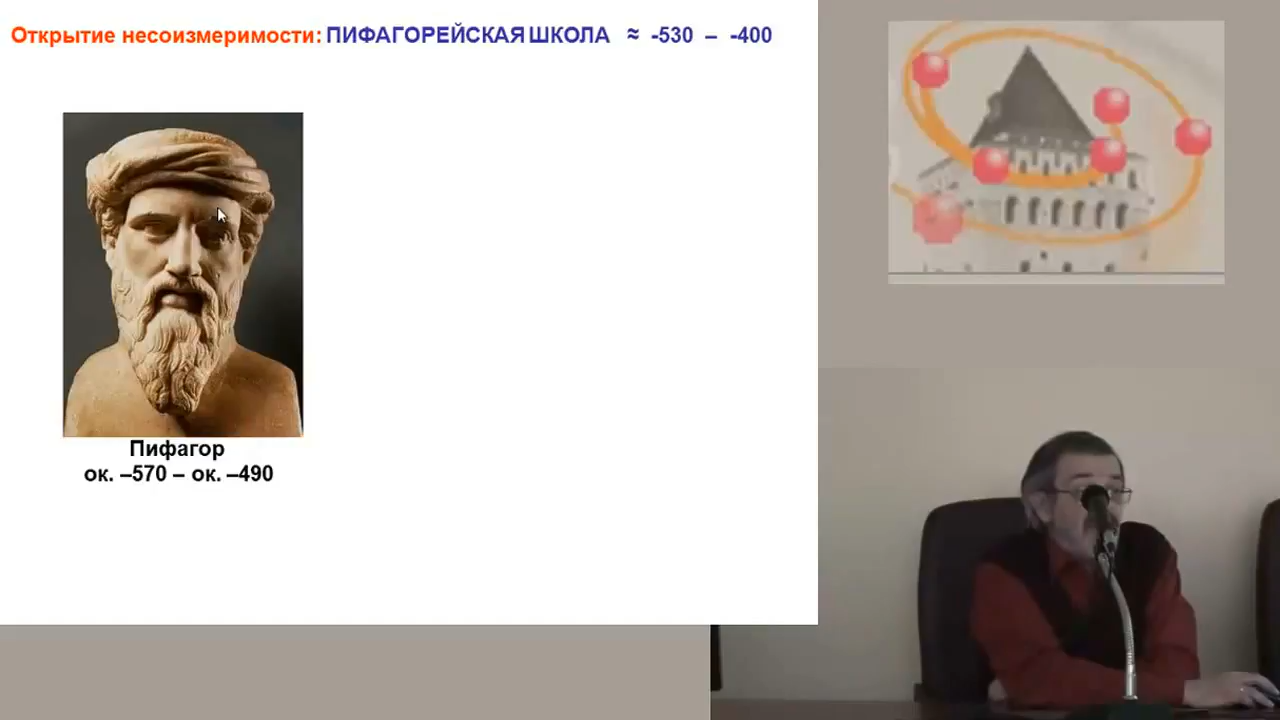 Открытие несоизмеримости: ПИФАГОРЕЙСКАЯ ШКОЛА ≈ -530 – -400
Пифагор
ок. –570 – ок. –490